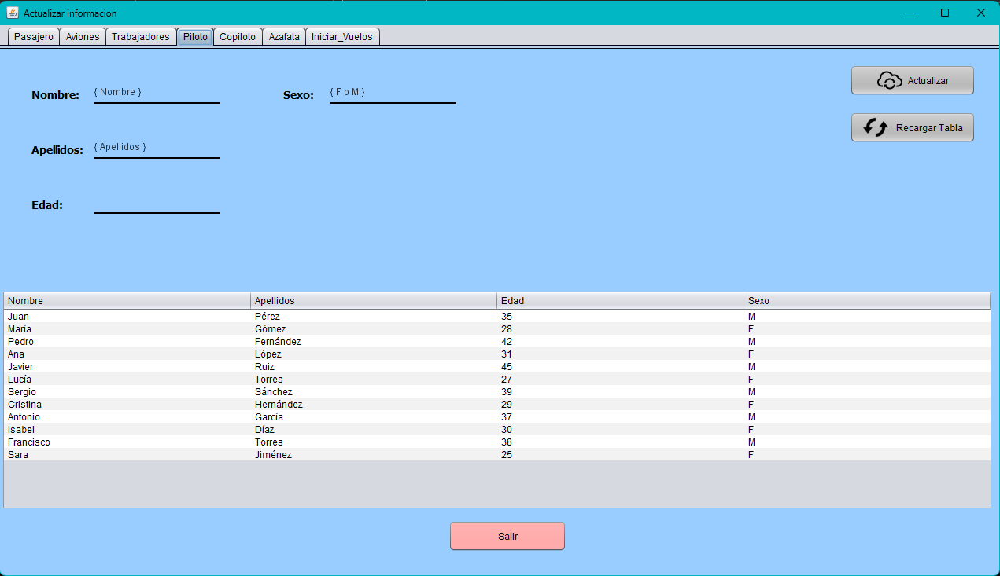 Actualizar informacion
Pasajero Aviones Trabajadores Piloto Copiloto Azafata Iniciar_Vuelos
Nombre: { Nombre } Sexo: { F o M } Actualizar
Recargar Tabla
Apellidos: { Apellidos }
Edad:
Nombre Apellidos Edad Sexo
Juan Pérez 35 M
María Gómez 28 F
Pedro Fernández 42 M
Ana López 31 F
Javier Ruiz 45 M
Lucía Torres 27 F
Sergio Sánchez 39 M
Cristina Hernández 29 F
Antonio García 37 M
Isabel Díaz 30 F
Francisco Torres 38 M
Sara Jiménez 25 F
Salir